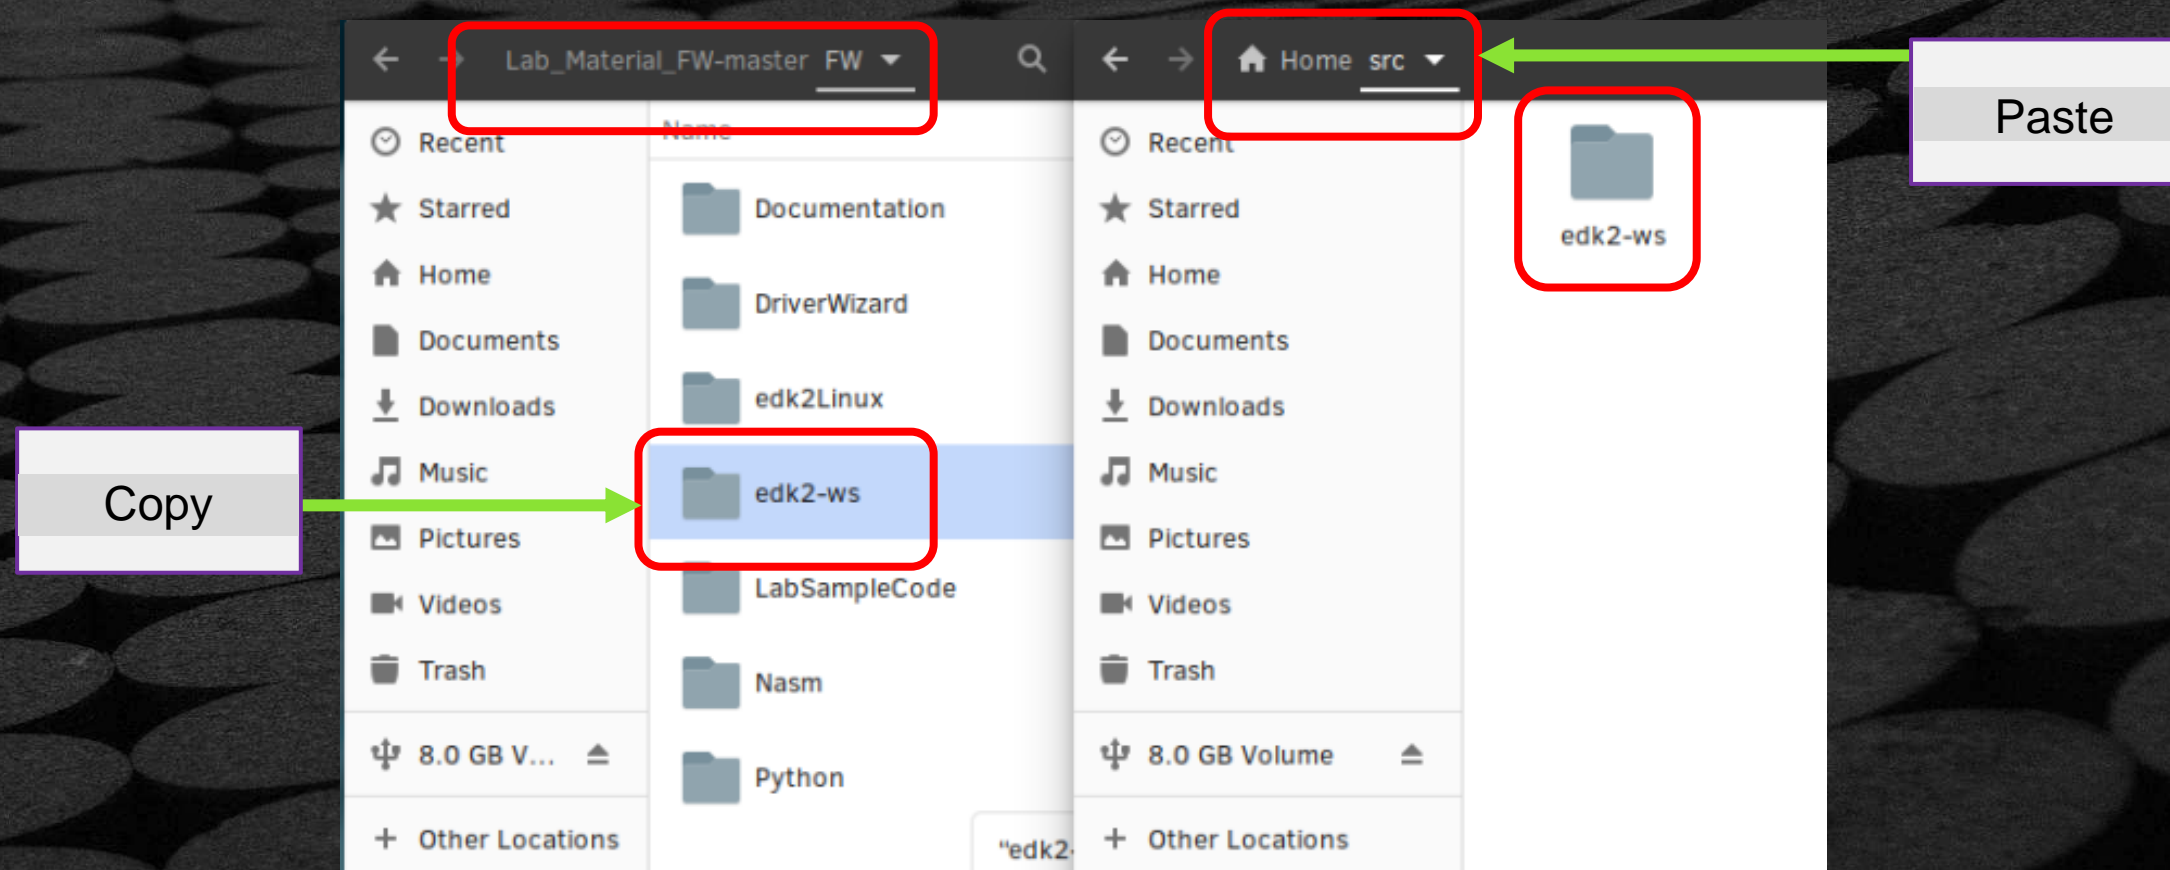 Lab_Material_FW-master FW
Name
Recent
Starred
Home
Documents
Downloads
Music
Pictures
Videos
Trash
8.0 GB V...
Other Locations
Documentation
DriverWizard
edk2Linux
edk2-ws
LabSampleCode
Nasm
Python
"edk2-
Home src
Recent
Starred
Home
Documents
Downloads
Music
Pictures
Videos
Trash
8.0 GB Volume
Other Locations
edk2-ws
Copy
Paste